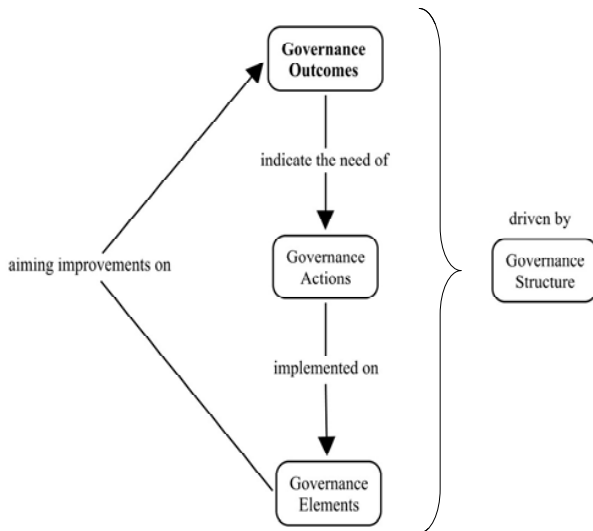 Governance
Outcomes
indicate the need of
driven by
aiming improvements on
Governance
Actions
Governance
Structure
implemented on
Governance
Elements